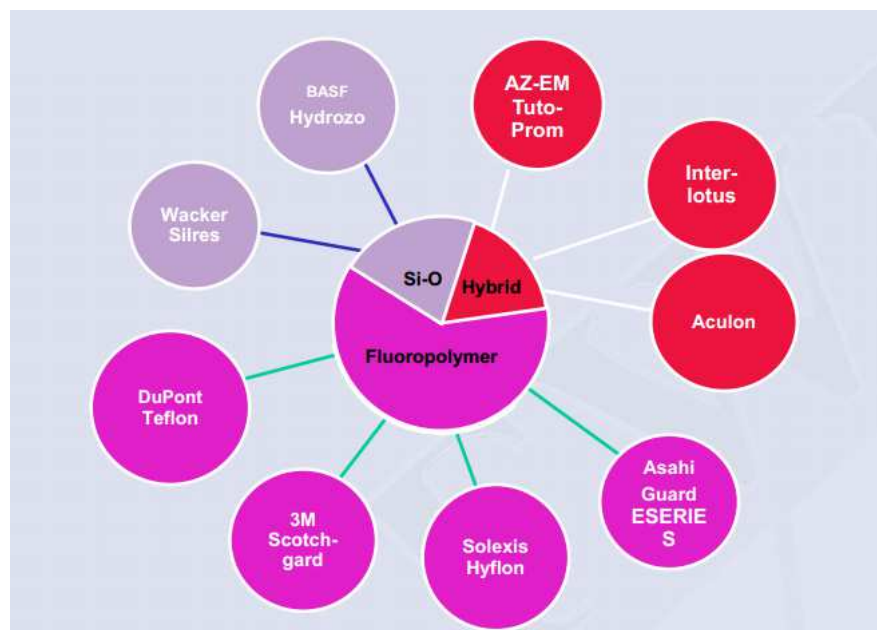 BASF
Hydrozo
AZ-EM
Tuto-
Prom
Inter-
lotus
Wacker
Silres
Si-O
Hybrid
Aculon
Fluoropolymer
DuPont
Teflon
Asahi
Guard
ESERIE
S
3M
Scotch-
gard
Solexis
Hyflon